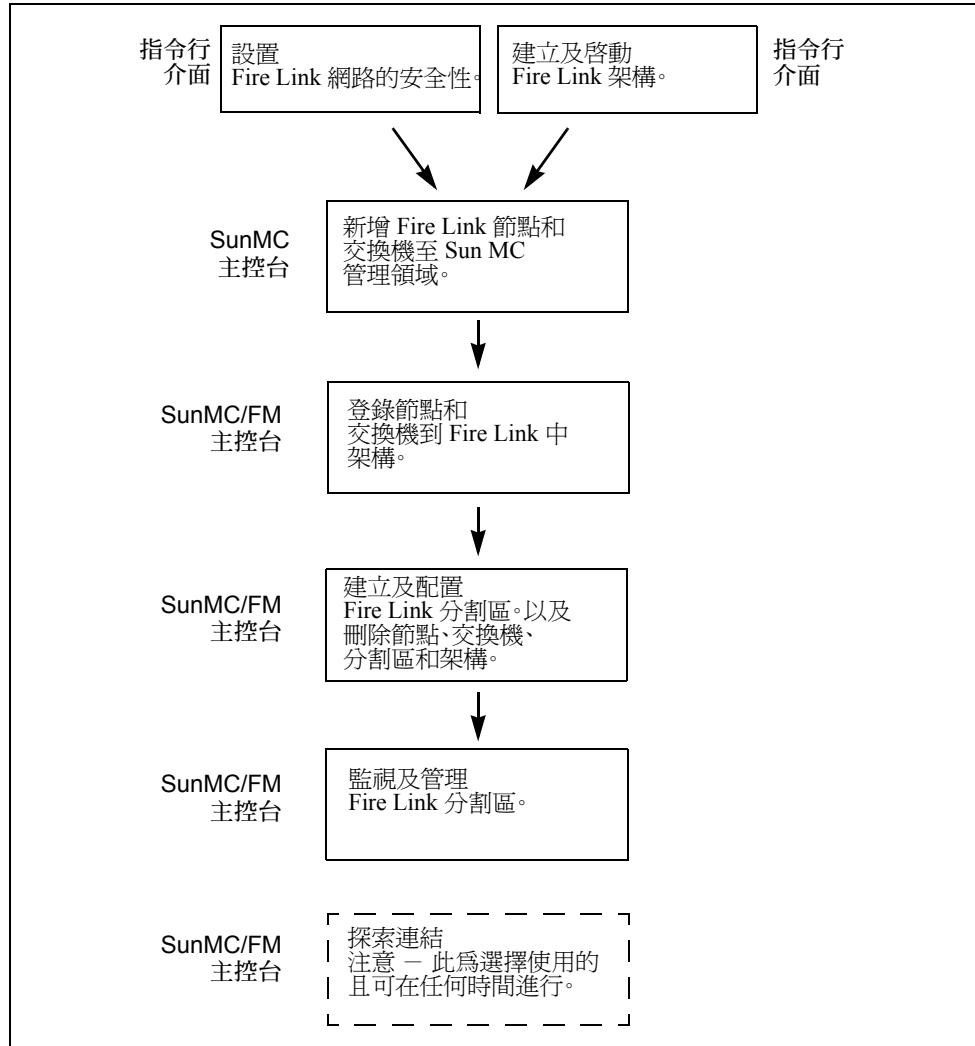 指令行
介面
設置
Fire Link 網路的安全性。
建立及啓動
Fire Link 架構。
指令行
介面
SunMC
主控台
新增 Fire Link 節點和
交換機至 Sun MC
管理領域。
SunMC/FM
主控台
登錄節點和
交換機到 Fire Link 中
架構。
SunMC/FM
主控台
建立及配置
Fire Link 分割區。以及
刪除節點、交換機、
分割區和架構。
SunMC/FM
主控台
監視及管理
Fire Link 分割區。
SunMC/FM
主控台
探索連結
注意 － 此爲選擇使用的
且可在任何時間進行。